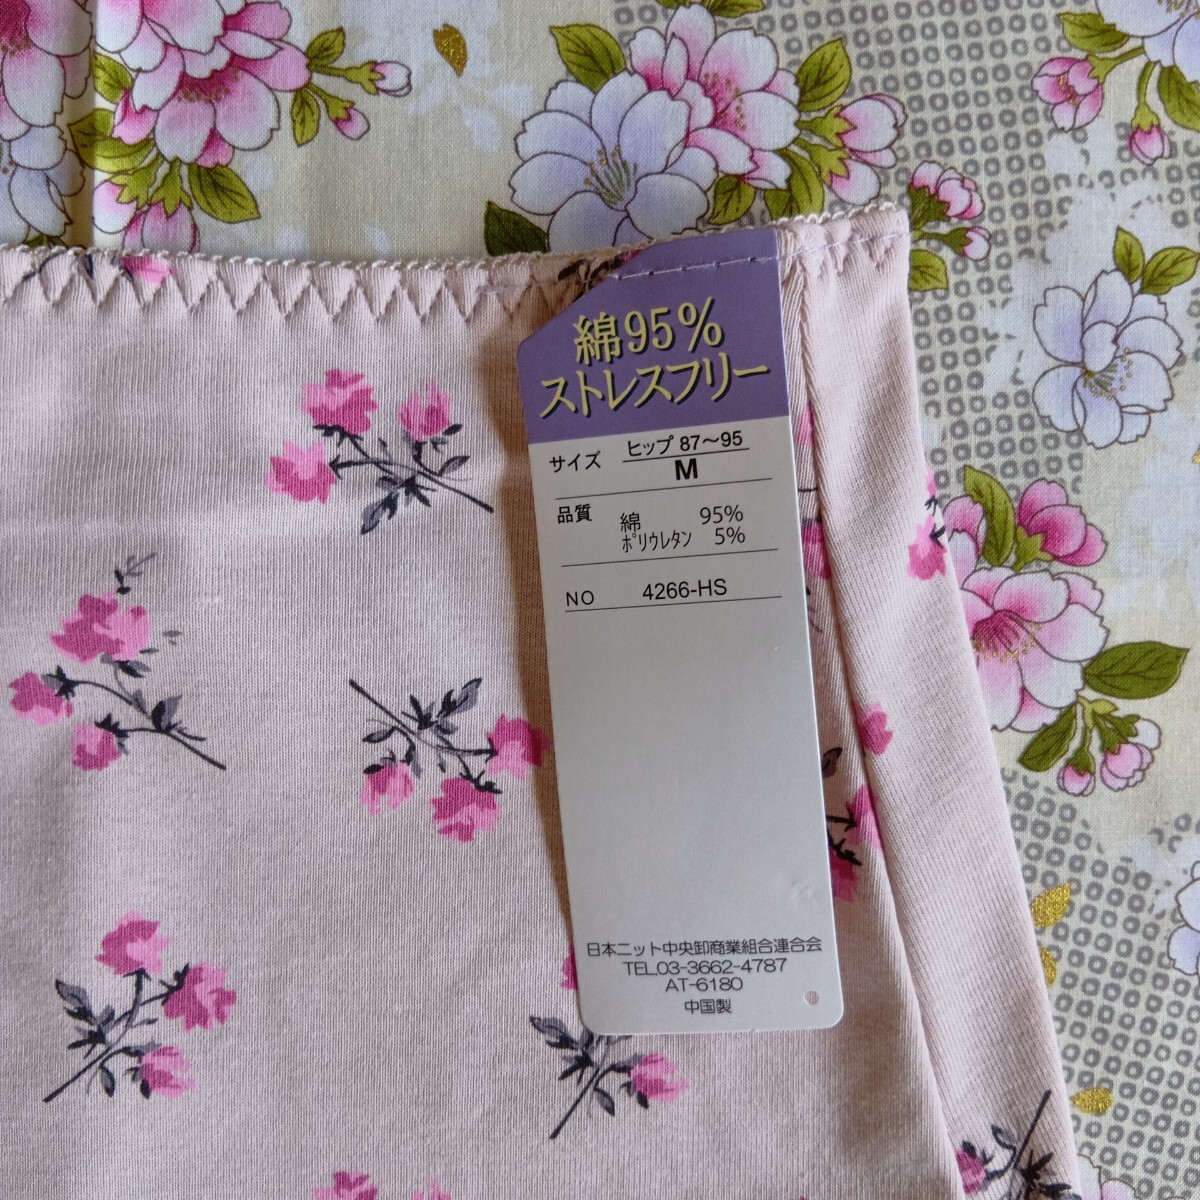 綿95%
ストレスフリー
サイズ ヒップ 87〜95
M
品質 綿 95%
ﾎﾟﾘウレタン 5%
NO 4266-HS
日本ニット中央卸商業組合連合会
TEL03-3662-4787
AT-6180
中国製